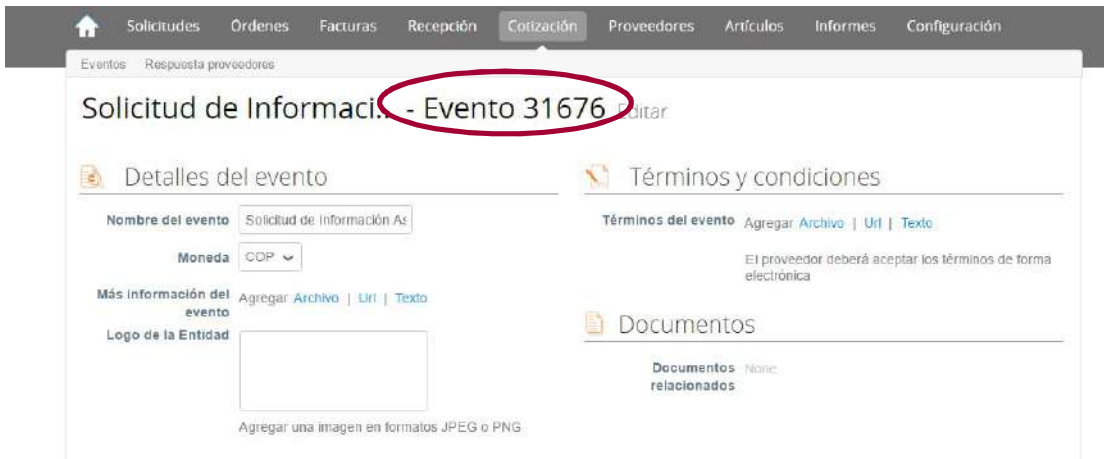 Solicitudes Órdenes Facturas Recepción Cotización Proveedores Artículos Informes Configuración
Eventos Respuesta proveedores
Solicitud de Informaci... - Evento 31676 Editar
Detalles del evento
Nombre del evento Solicitud de Información As
Moneda COP
Más información del evento Agregar Archivo | Url | Texto
Logo de la Entidad
Agregar una imagen en formatos JPEG o PNG
Términos y condiciones
Términos del evento Agregar Archivo | Url | Texto
El proveedor deberá aceptar los términos de forma
electrónica
Documentos
Documentos relacionados None